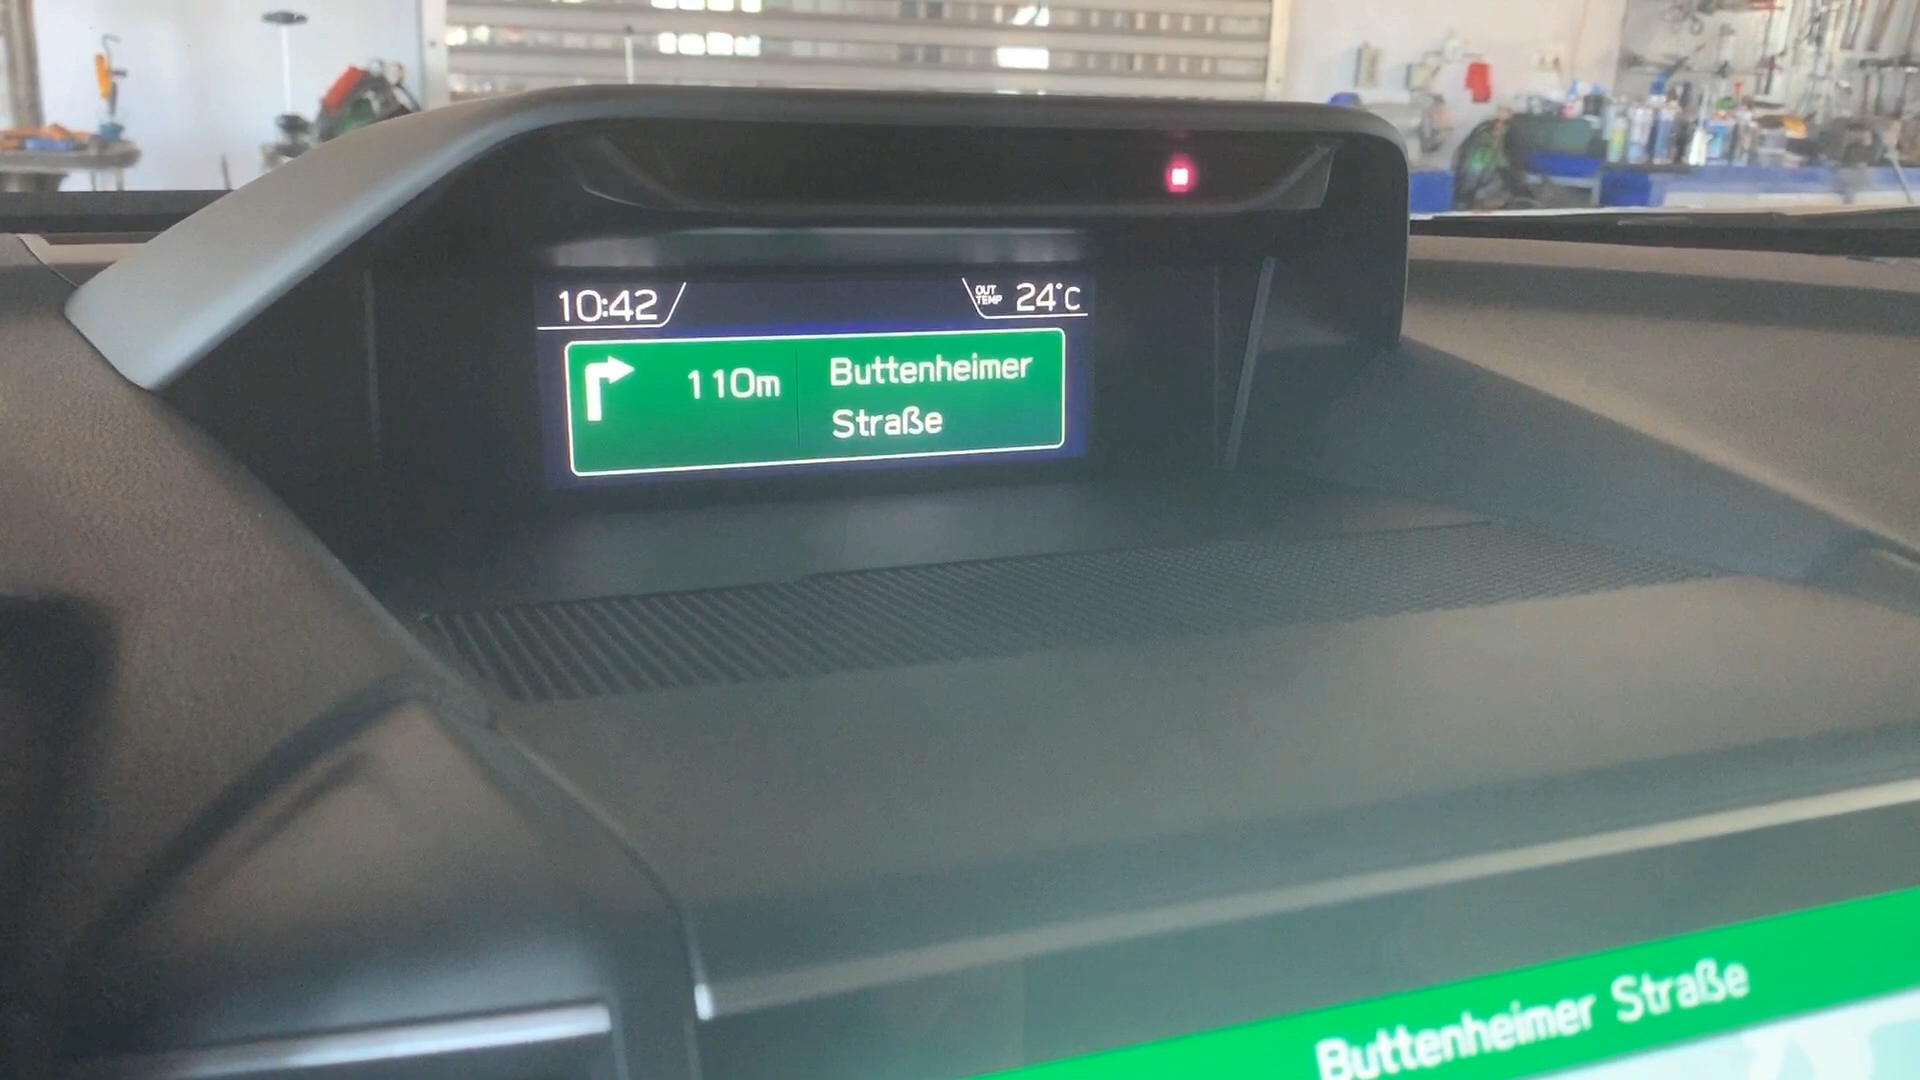 10:42
OUT TEMP 24°C
110m
Buttenheimer
Straße
Buttenheimer Straße